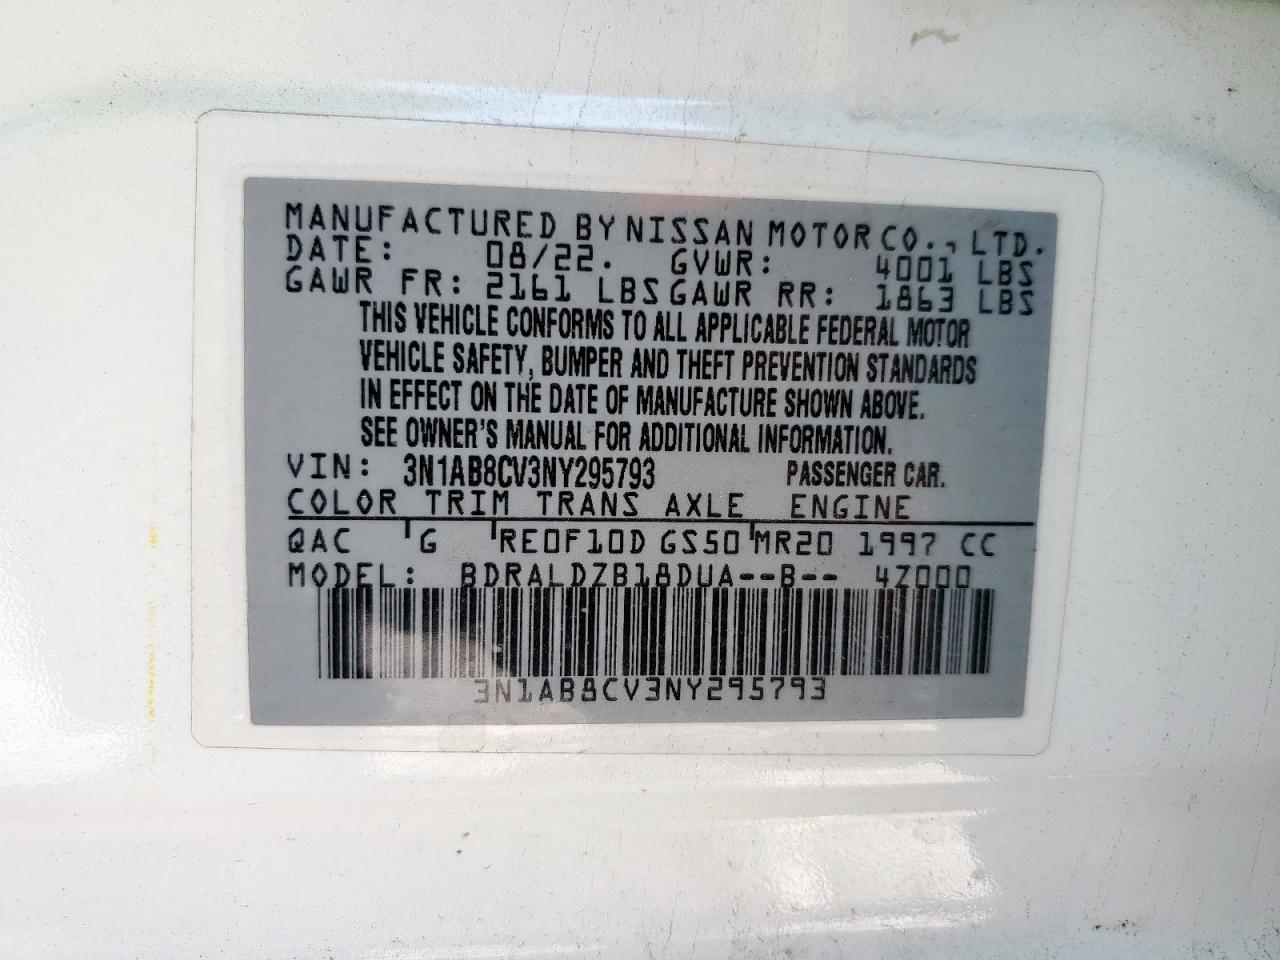 MANUFACTURED BY NISSAN MOTOR CO., LTD.
DATE: 08/22. GVWR: 4001 LBS
GAWR FR: 2161 LBS GAWR RR: 1863 LBS
THIS VEHICLE CONFORMS TO ALL APPLICABLE FEDERAL MOTOR
VEHICLE SAFETY, BUMPER AND THEFT PREVENTION STANDARDS
IN EFFECT ON THE DATE OF MANUFACTURE SHOWN ABOVE.
SEE OWNER'S MANUAL FOR ADDITIONAL INFORMATION.
VIN: 3N1AB8CV3NY295793 PASSENGER CAR.
COLOR TRIM TRANS AXLE ENGINE
QAC G RE0F10D GS50 MR20 1997 CC
MODEL: BDRALDZB18DUA--B-- 4Z000
3N1AB8CV3NY295793